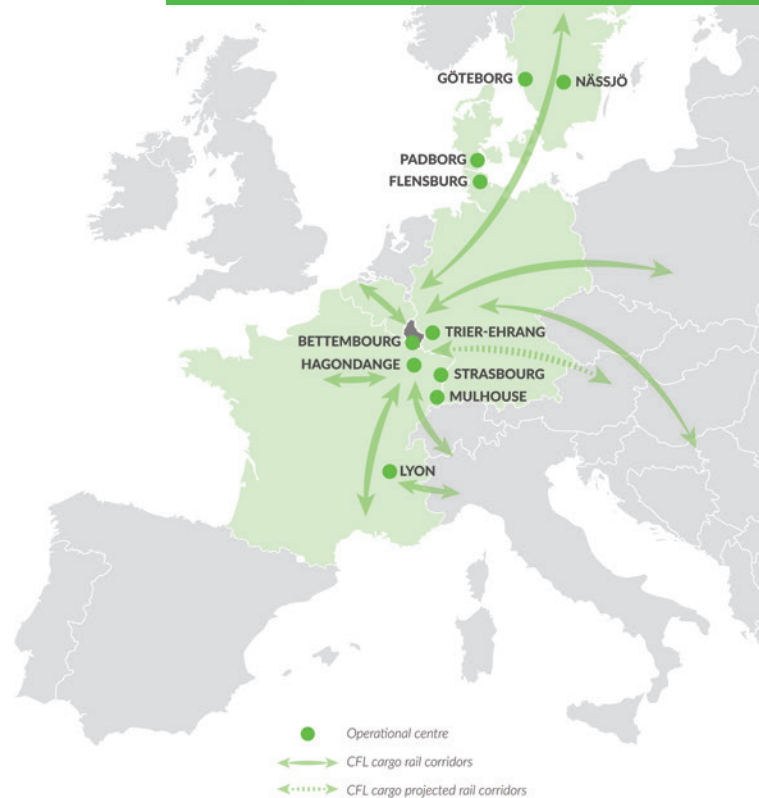 GÖTEBORG
NÄSSJÖ
PADBORG
FLENSBURG
TRIER-EHRANG
BETTEMBOURG
HAGONDANGE
STRASBOURG
MULHOUSE
LYON
Operational centre
CFL cargo rail corridors
CFL cargo projected rail corridors